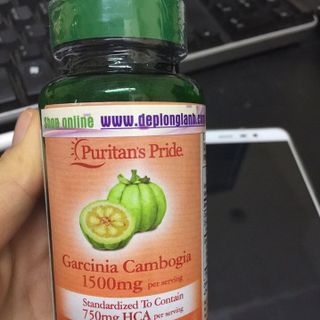 Shop online www.deplonglanh.com
Puritan's Pride.
Garcinia Cambogia
1500mg per serving
Standardized To Contain
750mg HCA per serving